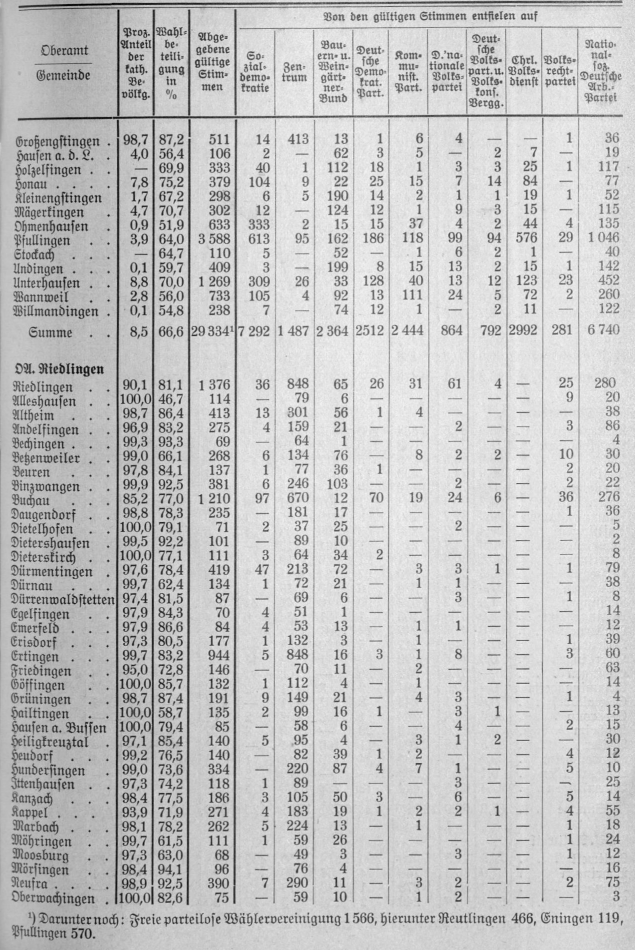 Oberamt
Gemeinde
Proz. Anteil der kath. Bevölkg.
Wahlbeteiligung in %
Abgegebene gültige Stimmen
Von den gültigen Stimmen entfielen auf
Sozialdemokratie
Zentrum
Bauern- u. Weingärtner-Bund
Deutsche Demokrat. Part.
Kommunist. Part.
D.'nationale Volkspartei
Deutsche Volkspart. u. Volkskons. Veregg.
Chrl. Volksdienst
Volksrechtpartei
National-soz. Deutsche Arb.-Partei
Großengstingen . 98,7 87,2 511 14 413 13 1 6 4 — — 1 36
Hausen a. d. L. . 4,0 56,4 106 2 — 62 3 5 — 2 7 — 19
Holzelfingen . . — 69,9 333 40 1 112 18 1 3 3 25 1 117
Honau . . . . 7,8 75,2 379 104 9 22 25 15 7 14 84 — 77
Kleinengstingen 1,7 67,2 298 6 5 190 14 2 1 1 19 1 52
Mägerkingen . . 4,7 70,7 302 12 — 124 12 1 9 3 15 — 115
Ohmenhausen . 0,9 51,9 633 333 2 15 15 37 4 2 44 4 135
Pfullingen . . 3,9 64,0 3 588 613 95 162 186 118 99 94 576 29 1 046
Stockach . . — 64,7 110 5 — 52 — 1 6 2 1 — 40
Undingen . . 0,1 59,7 409 3 — 199 8 15 13 2 15 1 142
Unterhausen . . 8,8 70,0 1 269 309 26 33 128 40 13 12 123 23 452
Wannweil . . 2,8 56,0 733 105 4 92 13 111 24 5 72 2 260
Willmandingen . 0,1 54,8 238 7 — 74 12 1 — 2 11 — 122
Summe . . 8,5 66,6 29 334¹ 7 292 1 487 2 364 2512 2 444 864 792 2992 281 6 740
OA. Riedlingen
Riedlingen . . 90,1 81,1 1 376 36 848 65 26 31 61 4 — 25 280
Alleshausen . . 100,0 46,7 114 — 79 6 — — — — — 9 20
Altheim . . . 98,7 86,4 413 13 301 56 1 4 — — — — 38
Andelfingen . . 96,9 83,2 275 4 159 21 — — 2 — — 3 86
Bechingen . . 99,3 93,3 69 — 64 1 — — — — — — 4
Betzenweiler . . 99,0 66,1 268 6 134 76 — 8 2 2 — 10 30
Beuren . . . 97,8 84,1 137 1 77 36 1 — — — — 2 20
Binzwangen . . 99,9 92,5 381 6 246 103 — — 2 — — 2 22
Buchau . . . 85,2 77,0 1 210 97 670 12 70 19 24 6 — 36 276
Daugendorf . . 98,8 78,3 235 — 181 17 — — — — — 1 36
Dietelhofen . . 100,0 79,1 71 2 37 25 — — 2 — — — 5
Dietershausen . 99,5 92,2 101 — 89 10 — — — — — — 2
Dieterskirch . . 100,0 77,1 111 3 64 34 2 — — — — — 8
Dürmentingen . 97,6 78,4 419 47 213 72 — 3 3 1 — 1 79
Dürnau . . . 99,7 62,4 134 1 72 21 — 1 1 — — — 38
Dürrenwaldstetten 97,4 81,5 87 — 69 6 — — 3 — — 1 8
Egelfingen . . 97,9 84,3 70 4 51 1 — — — — — — 14
Emerfeld . . . 97,9 86,6 84 4 53 13 — 1 1 — — — 12
Erisdorf . . . 97,3 80,5 177 1 132 3 — 1 — — — 1 39
Ertingen . . . 99,7 83,2 944 5 848 16 3 1 8 — — 3 60
Friedingen . . 95,0 72,8 146 — 70 11 — 2 — — — — 63
Göffingen . . 100,0 85,7 132 1 112 4 — 1 — — — — 14
Grüningen . . 98,7 87,4 191 9 149 21 — 4 3 — — 1 4
Hailtingen . . 100,0 58,7 135 2 99 16 1 — 3 1 — — 13
Hausen a. Bussen 100,0 79,4 85 — 58 6 — — 4 — — 2 15
Heiligkreuztal . 97,1 85,4 140 5 95 4 — 3 1 2 — — 30
Heudorf . . . 99,2 76,5 140 — 82 39 1 2 — — — 4 12
Hundersingen . . 99,0 73,6 334 — 220 87 4 7 1 — — 5 10
Ittenhausen . . 97,3 74,2 118 1 89 — — — 3 — — — 25
Kanzach . . . 98,4 77,5 186 3 105 50 3 — 6 — — 5 14
Kappel . . . 93,9 71,9 271 4 183 19 1 2 2 1 — 4 55
Marbach . . . 98,1 78,2 262 5 224 13 — 1 — — — 1 18
Möhringen . . 99,7 61,5 111 1 59 26 — — — — — 1 24
Moosburg . . 97,3 63,0 68 — 49 3 — — 3 — — 1 12
Mörsingen . . 98,4 94,1 96 — 76 4 — — — — — — 16
Neufra . . . 98,9 92,5 390 7 290 11 — 3 2 — — 2 75
Oberwachingen . 100,0 82,6 75 — 59 10 — 1 2 — — — 3
¹) Darunter noch: Freie parteilose Wählervereinigung 1 566, hierunter Reutlingen 466, Eningen 119,
Pfullingen 570.